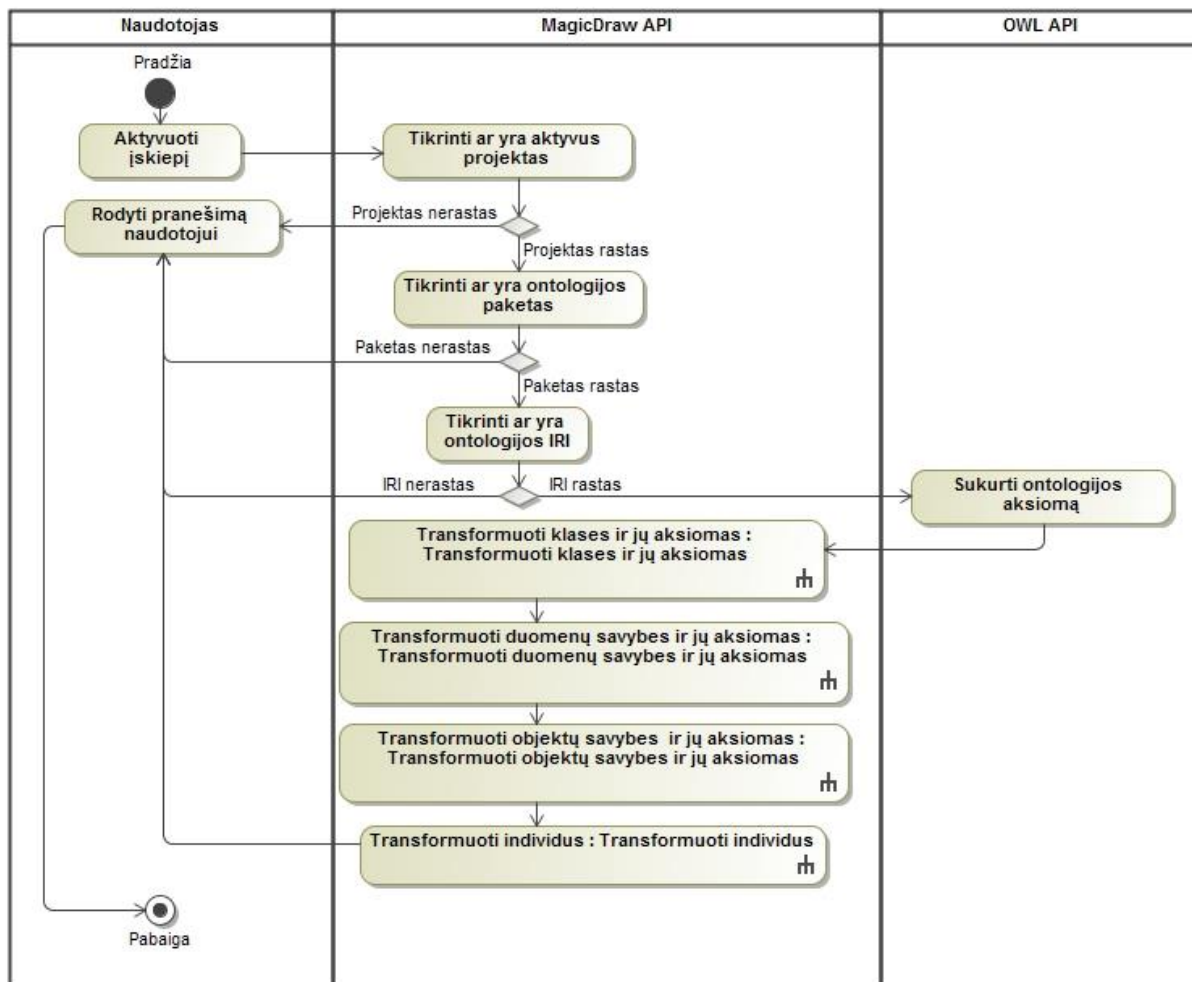 Naudotojas
MagicDraw API
OWL API
Pradžia
Aktyvuoti
įskiepį
Tikrinti ar yra aktyvus
projektas
Rodyti pranešimą
naudotojui
Projektas nerastas
Projektas rastas
Tikrinti ar yra ontologijos
paketas
Paketas nerastas
Paketas rastas
Tikrinti ar yra
ontologijos IRI
IRI nerastas
IRI rastas
Sukurti ontologijos
aksiomą
Transformuoti klases ir jų aksiomas :
Transformuoti klases ir jų aksiomas
Transformuoti duomenų savybes ir jų aksiomas :
Transformuoti duomenų savybes ir jų aksiomas
Transformuoti objektų savybes ir jų aksiomas :
Transformuoti objektų savybes ir jų aksiomas
Transformuoti individus : Transformuoti individus
Pabaiga